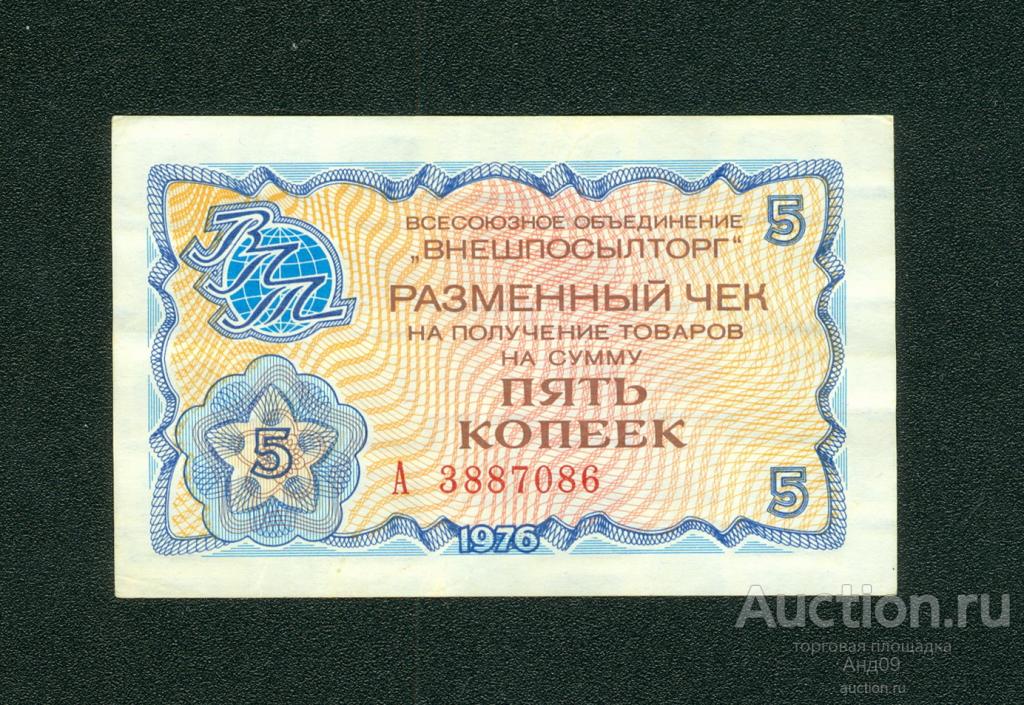 ВПТ
ВСЕСОЮЗНОЕ ОБЪЕДИНЕНИЕ
5
„ВНЕШПОСЫЛТОРГ“
РАЗМЕННЫЙ ЧЕК
НА ПОЛУЧЕНИЕ ТОВАРОВ
НА СУММУ
ПЯТЬ
КОПЕЕК
5
А 3887086
5
1976
Auction.ru
торговая площадка
Анд09
auction.ru